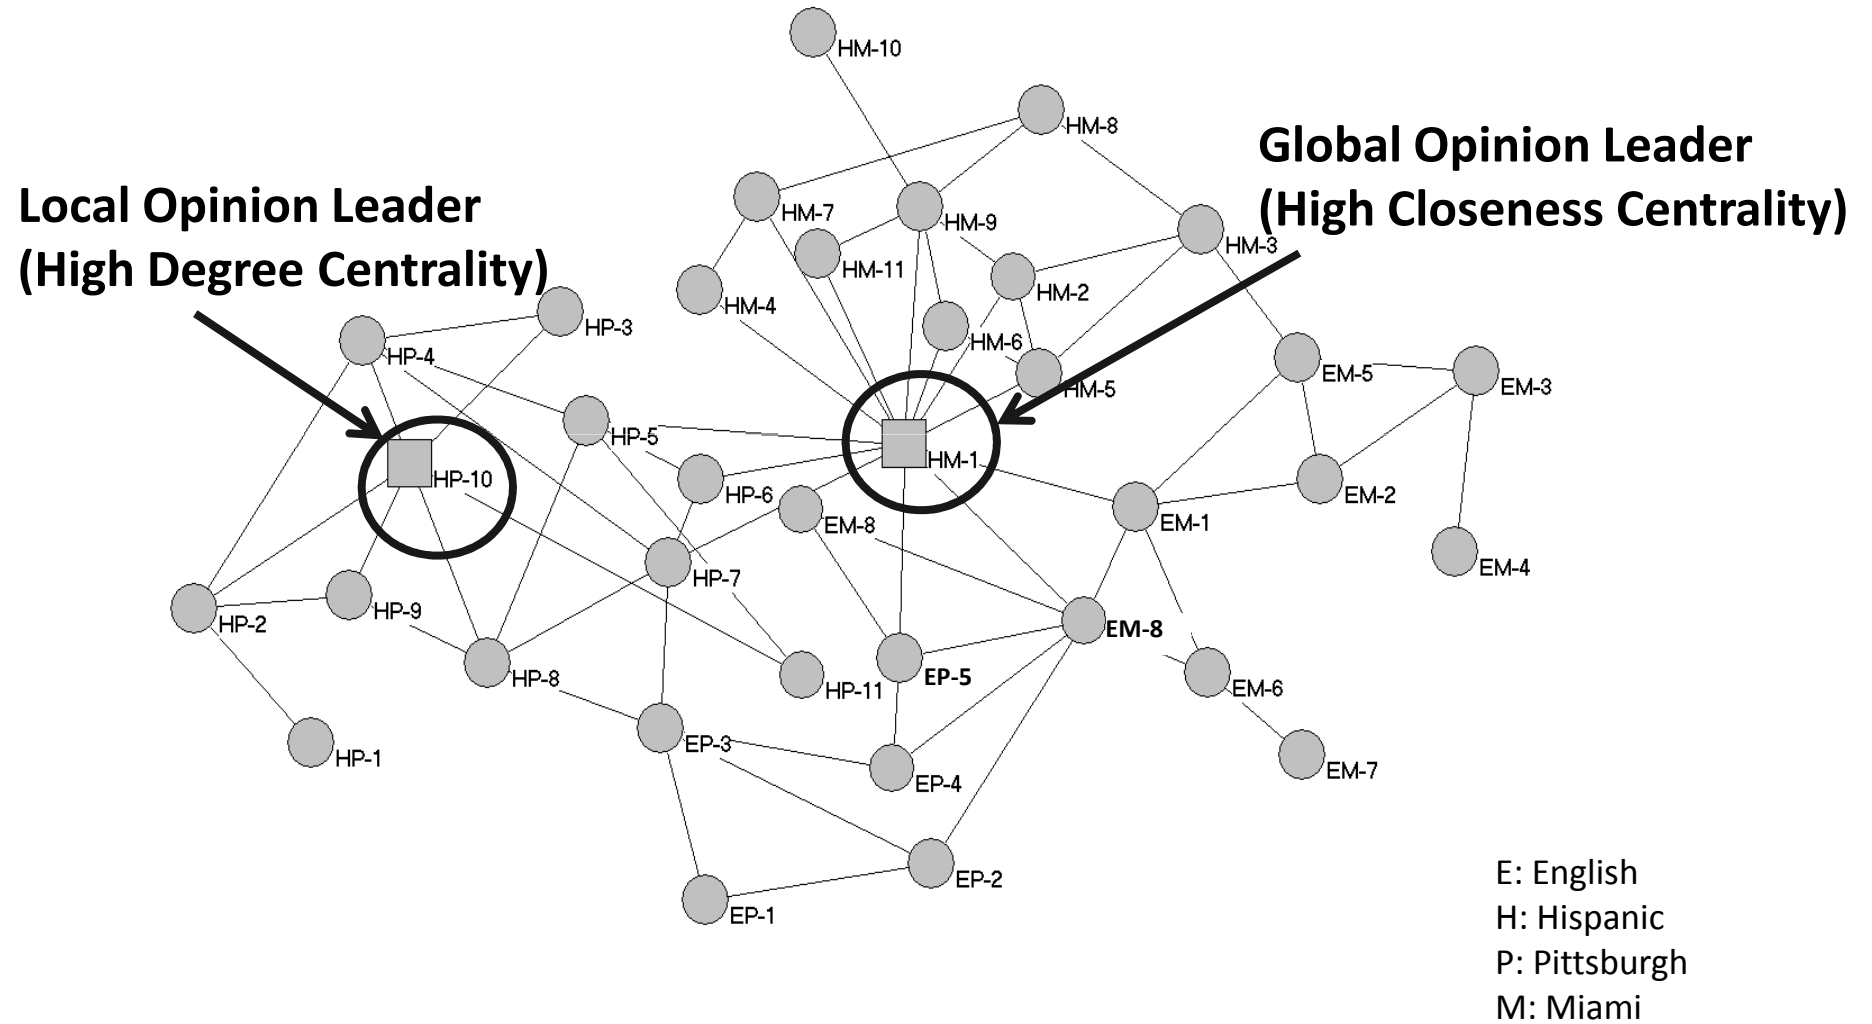 HM-10
HM-8
Global Opinion Leader
(High Closeness Centrality)
Local Opinion Leader
(High Degree Centrality)
HM-7
HM-9
HM-3
HM-11
HM-2
HM-4
HP-3
HM-6
HP-4
EM-5
EM-3
HM-5
HP-5
HM-1
HP-10
HP-6
EM-2
EM-8
EM-1
EM-4
HP-7
HP-9
HP-2
EM-8
EP-5
HP-8
HP-11
EM-6
EP-3
HP-1
EM-7
EP-4
EP-2
EP-1
E: English
H: Hispanic
P: Pittsburgh
M: Miami